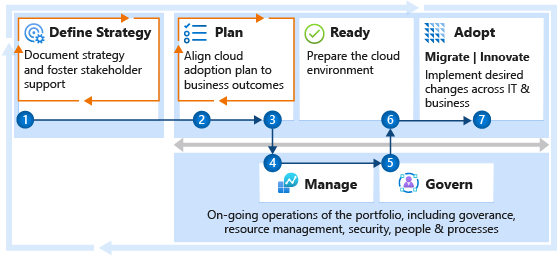 Define Strategy
Document strategy
and foster stakeholder
support
Plan
Align cloud
adoption plan to
business outcomes
Ready
Prepare the cloud
environment
Adopt
Migrate | Innovate
Implement desired
changes across IT &
business
1
2
3
6
7
4
5
Manage
Govern
On-going operations of the portfolio, including goverance,
resource management, security, people & processes